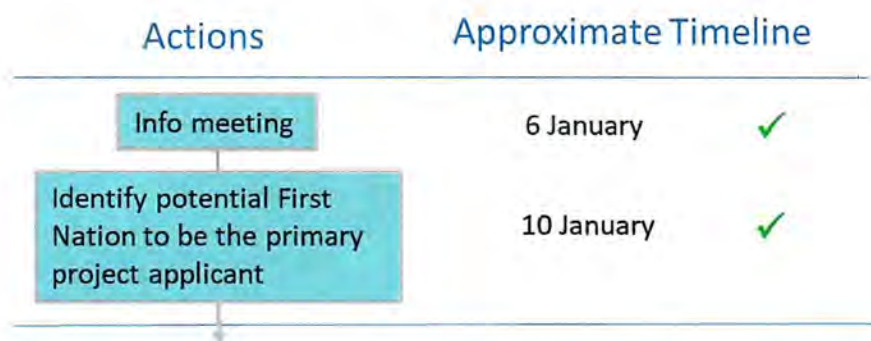 Actions
Approximate Timeline
Info meeting
6 January ✓
Identify potential First
Nation to be the primary
project applicant
10 January ✓